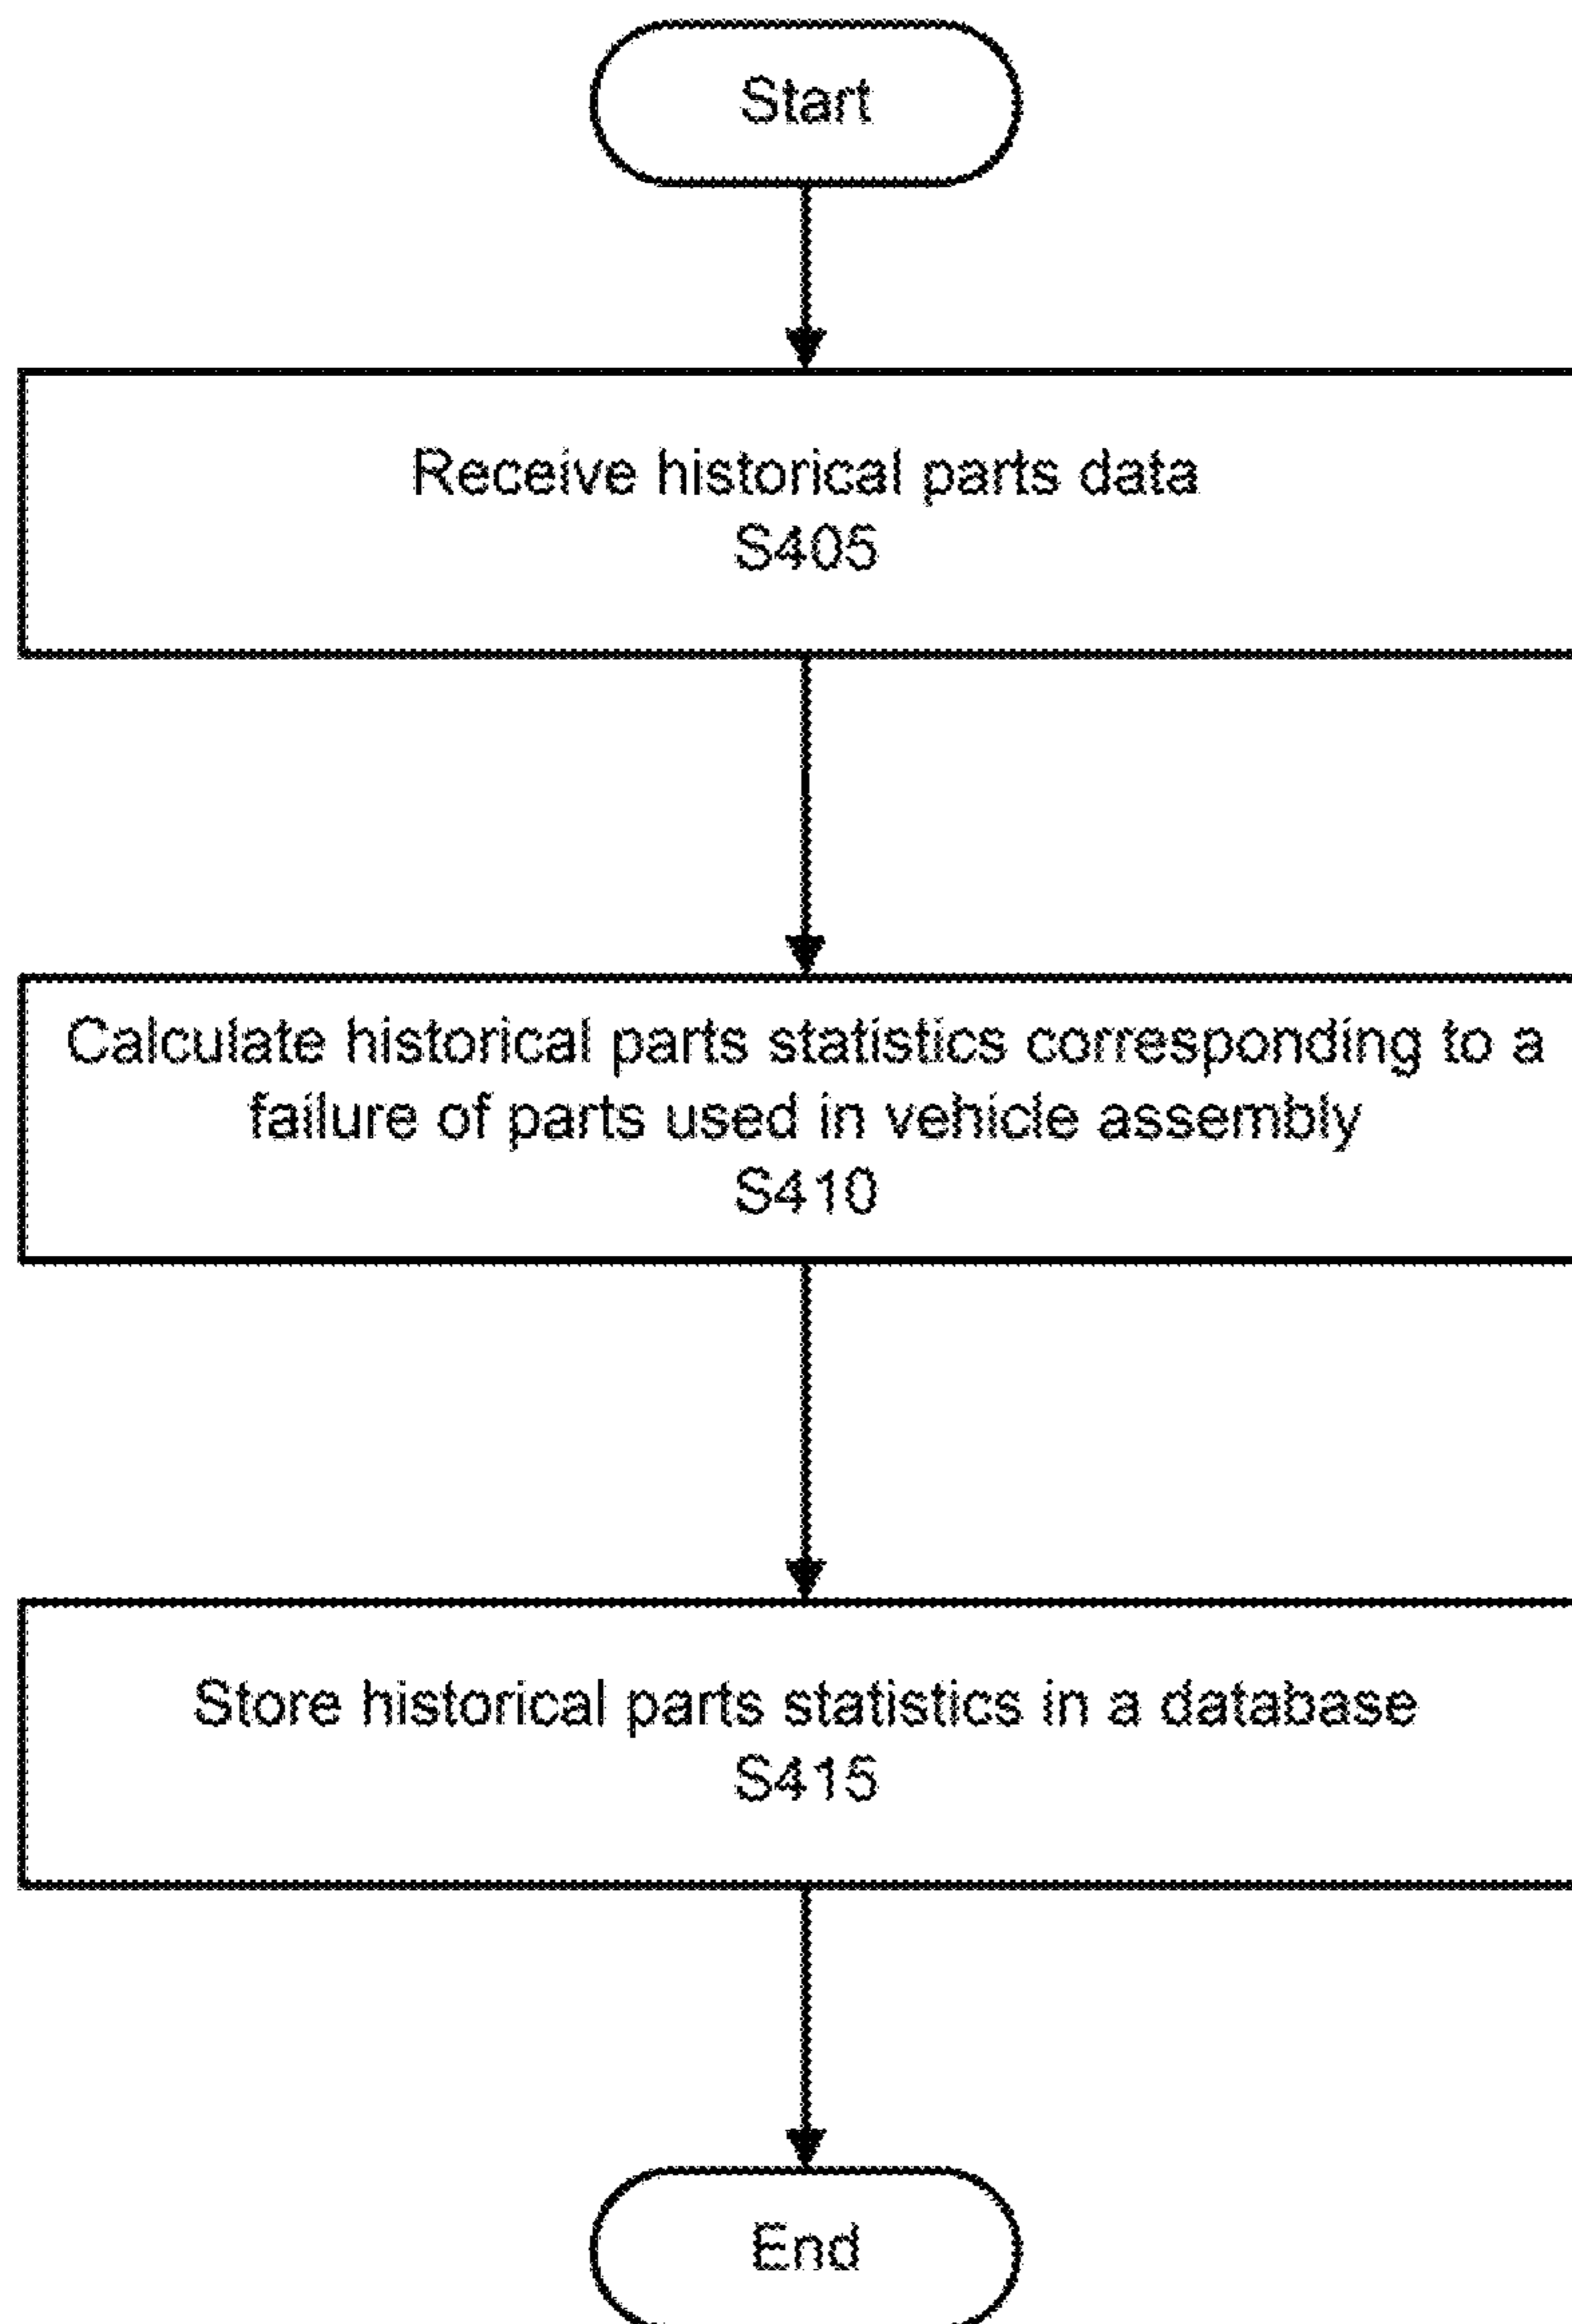 Start
Receive historical parts data
S405
Calculate historical parts statistics corresponding to a
failure of parts used in vehicle assembly
S410
Store historical parts statistics in a database
S415
End